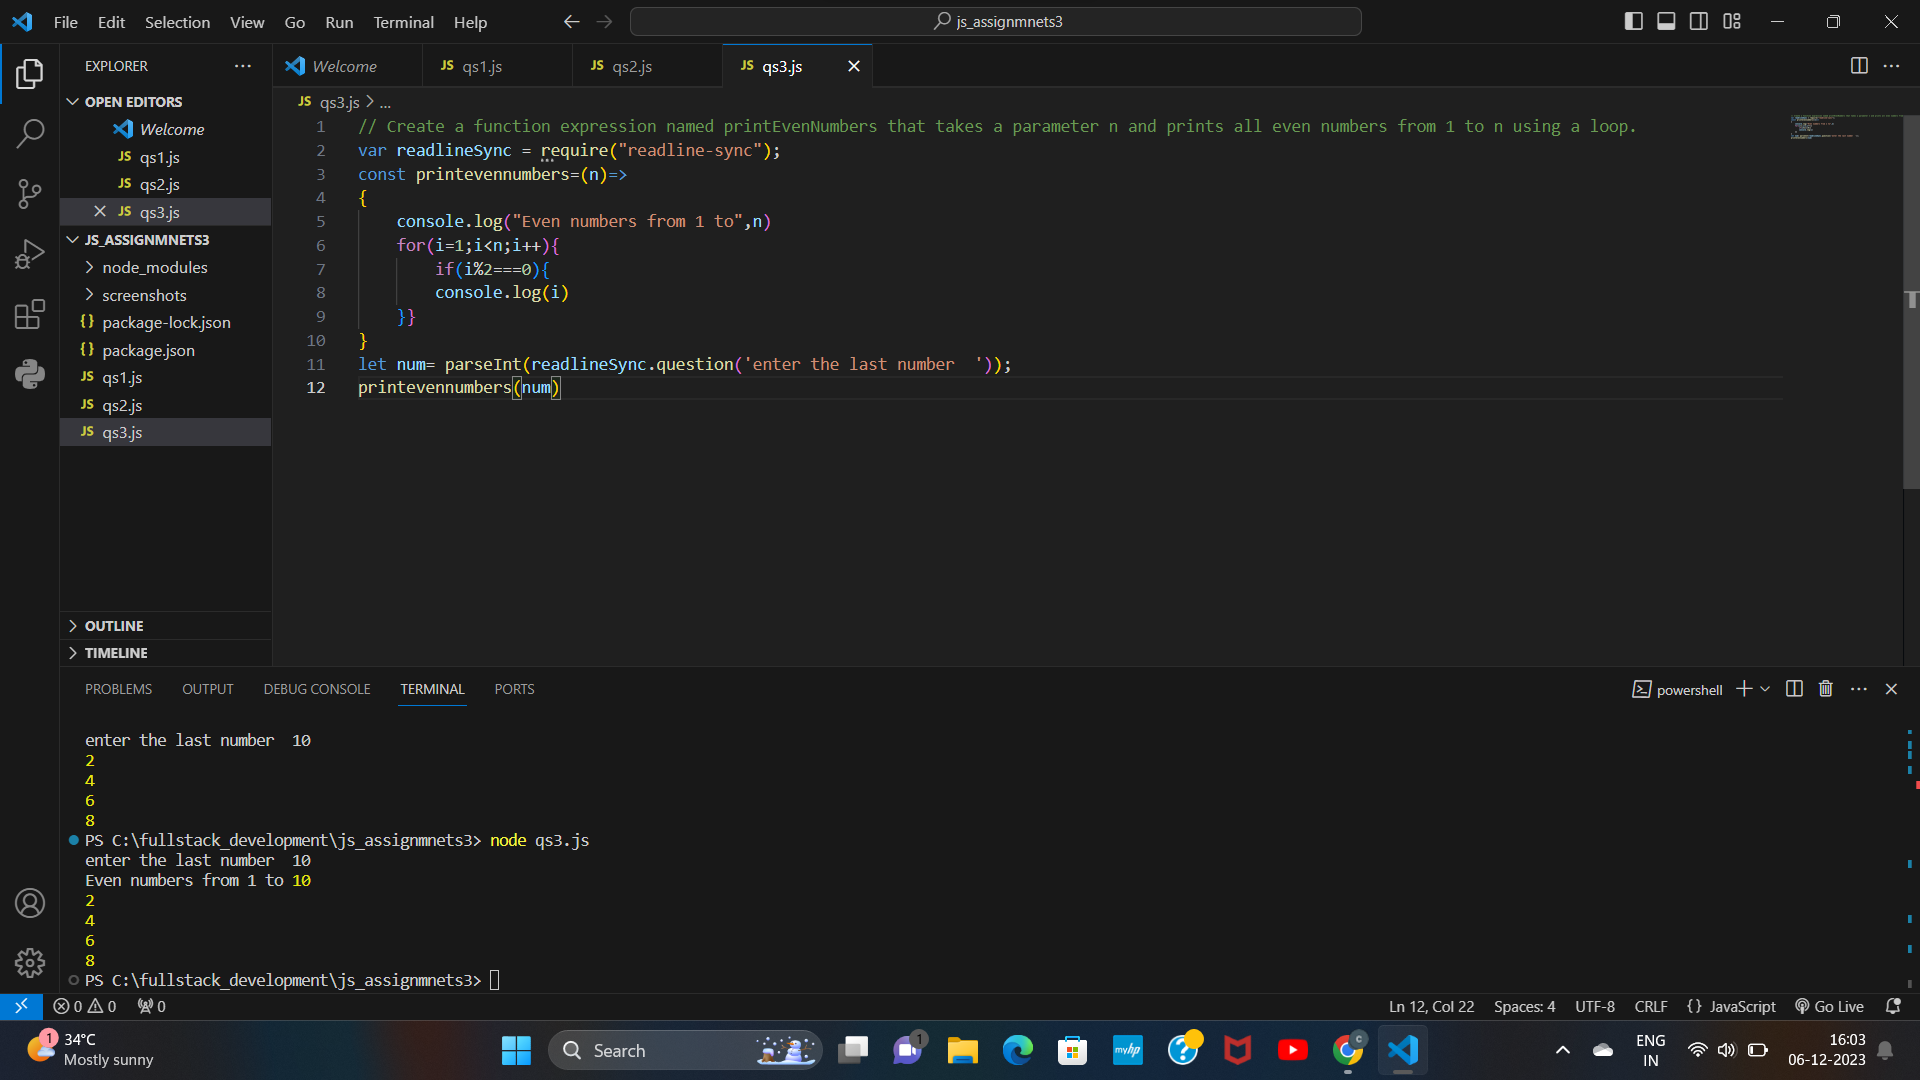 File Edit Selection View Go Run Terminal Help
js_assignmnets3
EXPLORER
Welcome
JS qs1.js
JS qs2.js
JS qs3.js
OPEN EDITORS
Welcome
JS qs1.js
JS qs2.js
JS qs3.js
JS_ASSIGNMNETS3
node_modules
screenshots
{} package-lock.json
{} package.json
JS qs1.js
JS qs2.js
JS qs3.js
OUTLINE
TIMELINE
JS qs3.js > ...
1 // Create a function expression named printEvenNumbers that takes a parameter n and prints all even numbers from 1 to n using a loop.
2 var readlineSync = require("readline-sync");
3 const printevennumbers=(n)=>
4 {
5 console.log("Even numbers from 1 to",n)
6 for(i=1;i<n;i++){
7 if(i%2===0){
8 console.log(i)
9 }}
10 }
11 let num= parseInt(readlineSync.question('enter the last number  '));
12 printevennumbers(num)
PROBLEMS OUTPUT DEBUG CONSOLE TERMINAL PORTS
powershell
enter the last number  10
2
4
6
8
PS C:\fullstack_development\js_assignmnets3> node qs3.js
enter the last number  10
Even numbers from 1 to 10
2
4
6
8
PS C:\fullstack_development\js_assignmnets3>
0 0 0
Ln 12, Col 22 Spaces: 4 UTF-8 CRLF {} JavaScript Go Live
1
34°C
Mostly sunny
Search
1
myhp
?
C
ENG
IN
16:03
06-12-2023